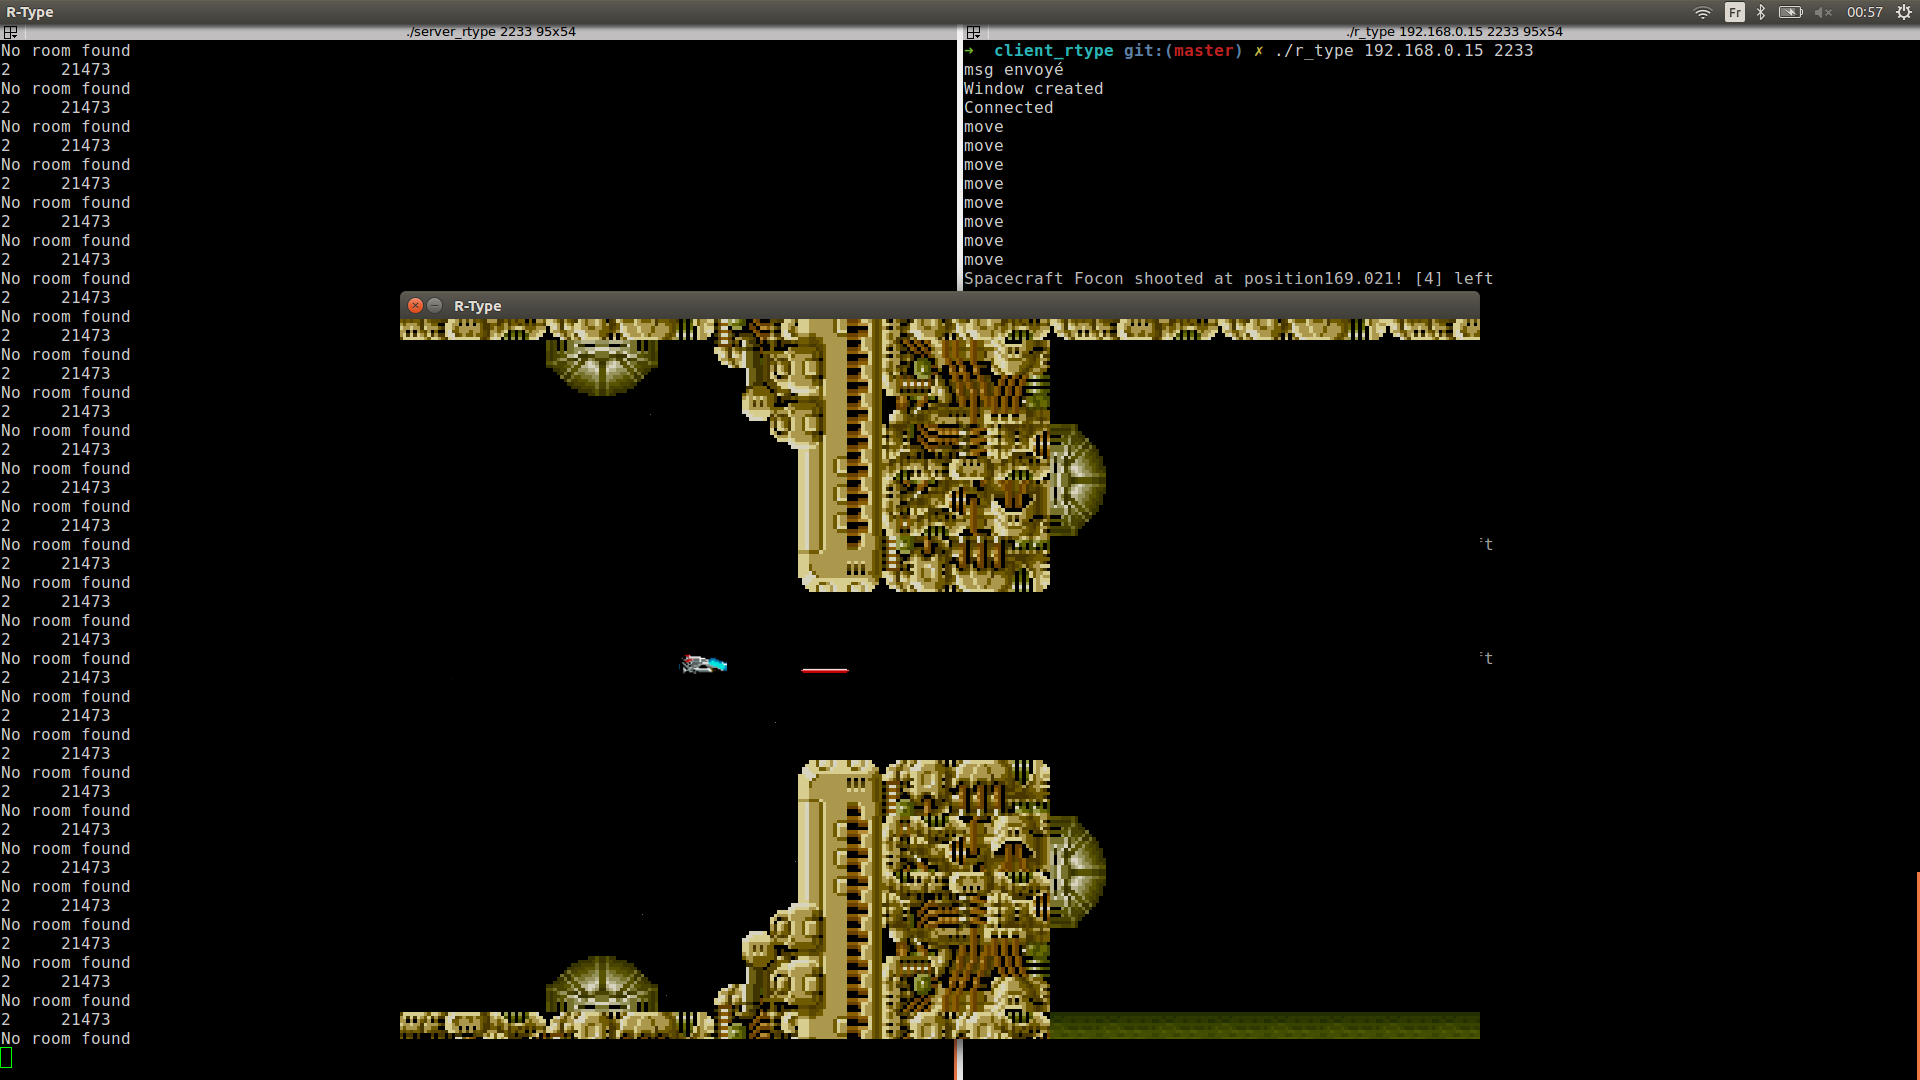 R-Type
Fr
00:57
./server_rtype 2233 95x54
No room found
2     21473
No room found
2     21473
No room found
2     21473
No room found
2     21473
No room found
2     21473
No room found
2     21473
No room found
2     21473
No room found
2     21473
No room found
2     21473
No room found
2     21473
No room found
2     21473
No room found
2     21473
No room found
2     21473
No room found
2     21473
No room found
2     21473
No room found
2     21473
No room found
2     21473
No room found
2     21473
No room found
2     21473
No room found
2     21473
No room found
2     21473
No room found
2     21473
No room found
2     21473
No room found
2     21473
No room found
2     21473
No room found
2     21473
No room found
./r_type 192.168.0.15 2233 95x54
➜  client_rtype git:(master) ✗ ./r_type 192.168.0.15 2233
msg envoyé
Window created
Connected
move
move
move
move
move
move
move
move
Spacecraft Focon shooted at position169.021! [4] left
R-Type
ft
ft